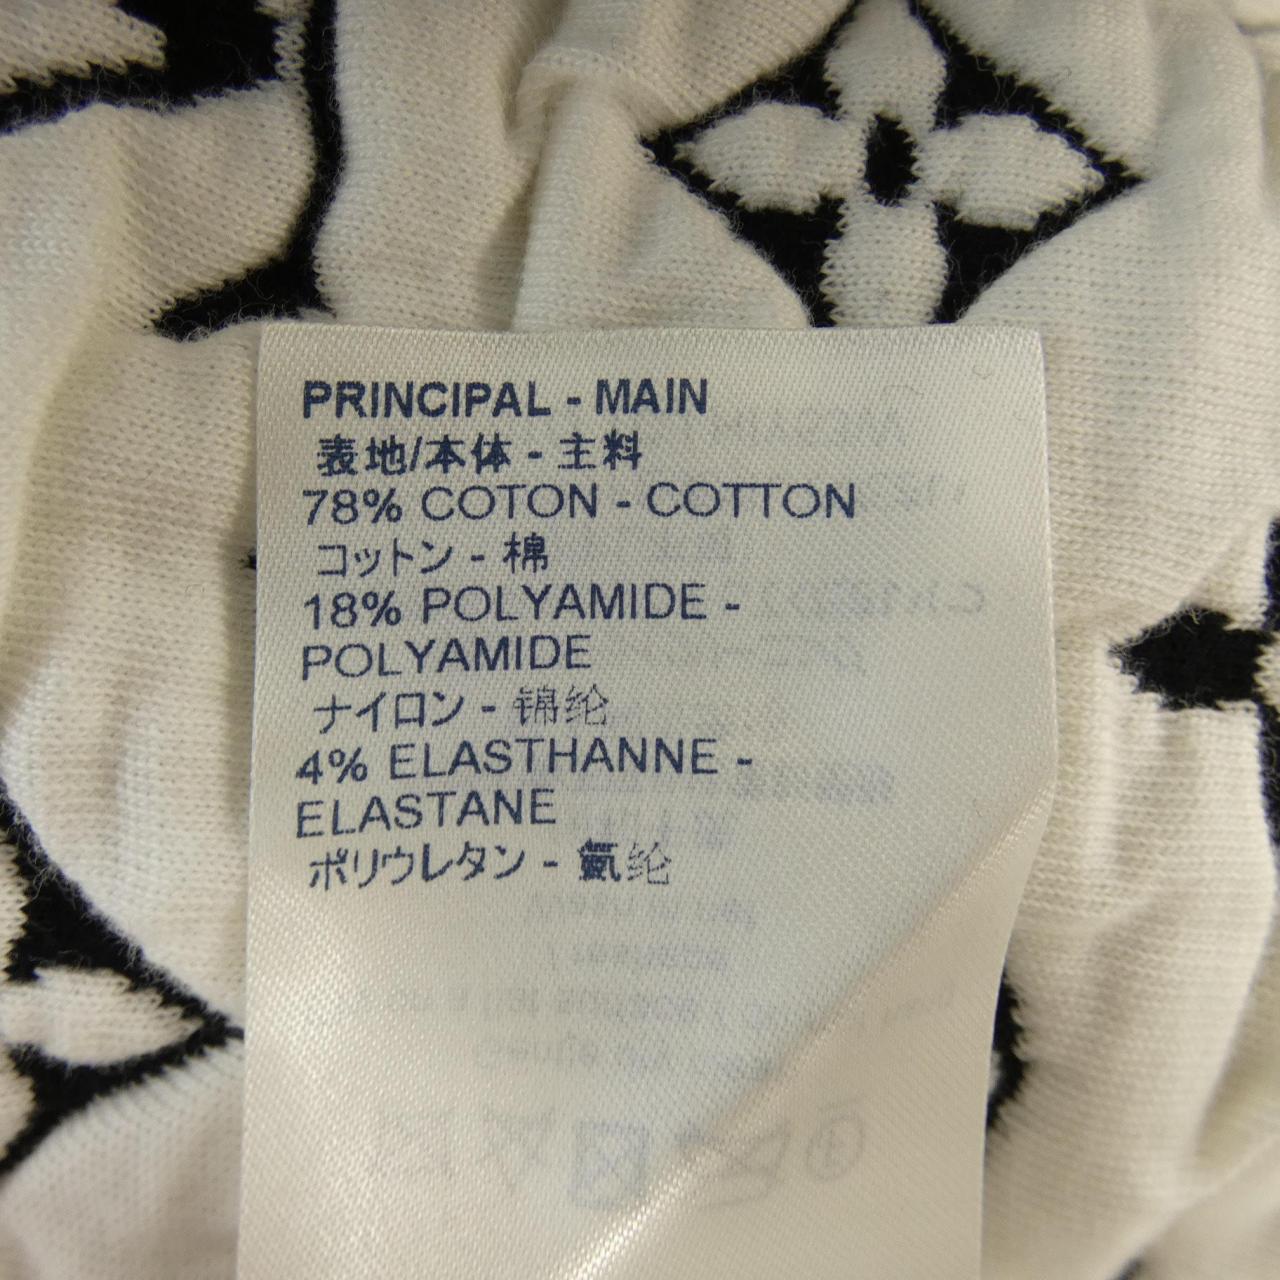 PRINCIPAL - MAIN
表地/本体 - 主料
78% COTON - COTTON
コットン - 棉
18% POLYAMIDE -
POLYAMIDE
ナイロン - 锦纶
4% ELASTHANNE -
ELASTANE
ポリウレタン - 氨纶